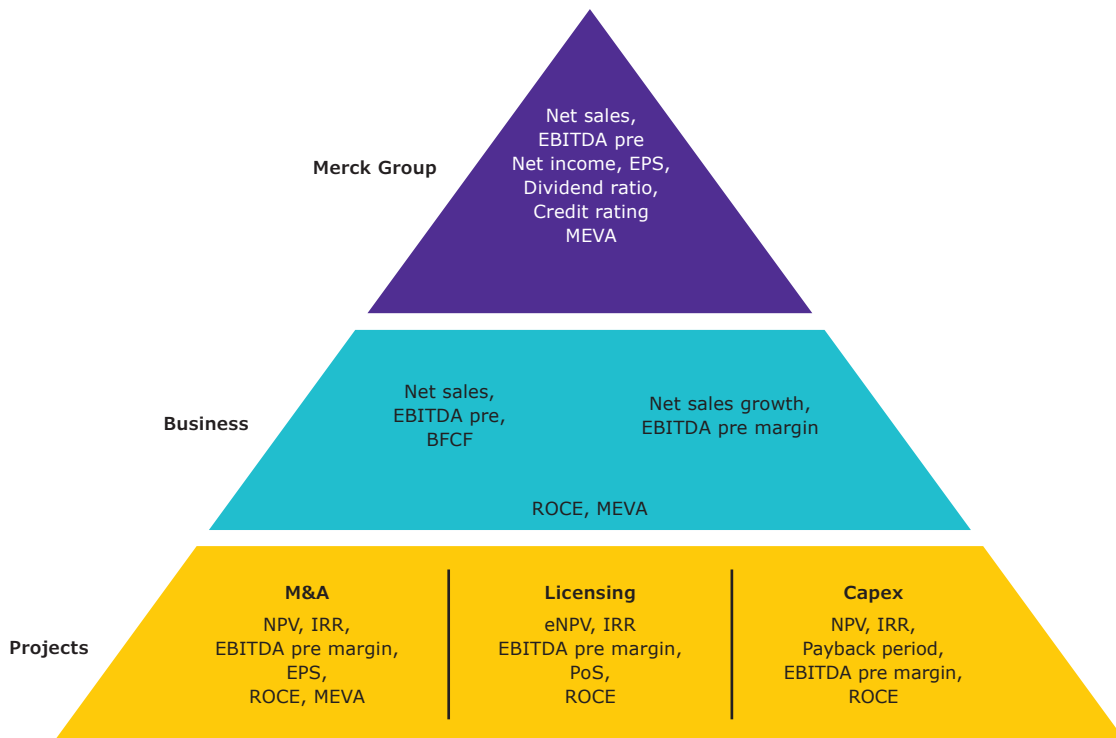 Merck Group
Net sales,
EBITDA pre
Net income, EPS,
Dividend ratio,
Credit rating
MEVA
Business
Net sales,
EBITDA pre,
BFCF
Net sales growth,
EBITDA pre margin
ROCE, MEVA
Projects
M&A
NPV, IRR,
EBITDA pre margin,
EPS,
ROCE, MEVA
Licensing
eNPV, IRR
EBITDA pre margin,
PoS,
ROCE
Capex
NPV, IRR,
Payback period,
EBITDA pre margin,
ROCE